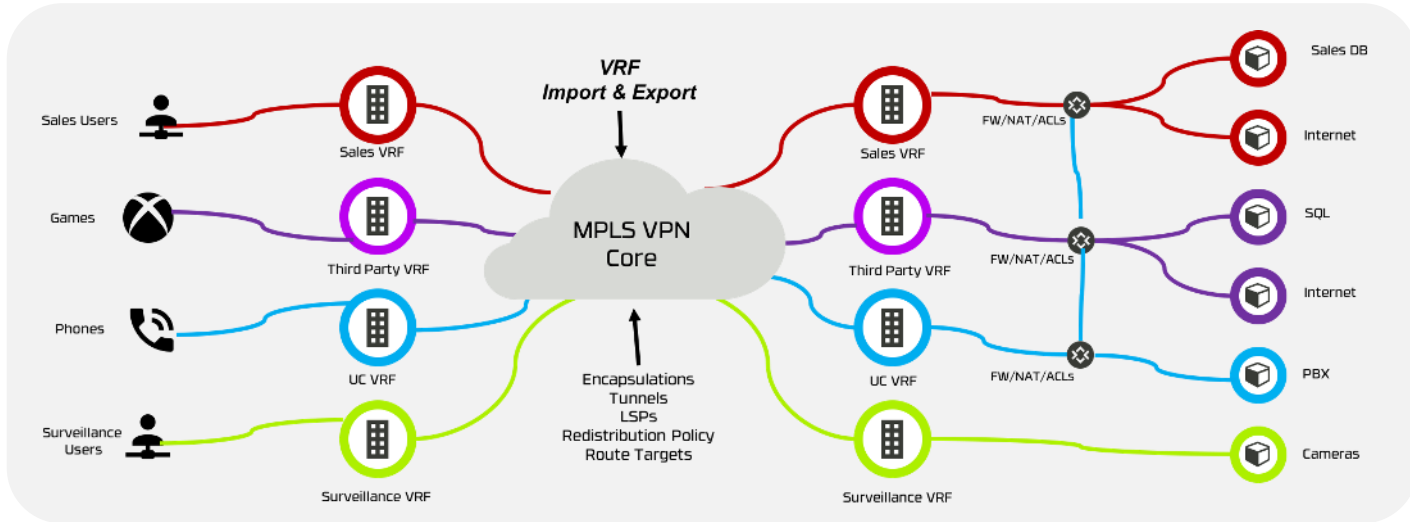 VRF
Import & Export
Sales DB
Sales Users
Sales VRF
Sales VRF
FW/NAT/ACLs
Internet
Games
Third Party VRF
MPLS VPN
Core
Third Party VRF
FW/NAT/ACLs
SQL
Internet
Phones
UC VRF
Encapsulations
Tunnels
LSPs
Redistribution Policy
Route Targets
UC VRF
FW/NAT/ACLs
PBX
Surveillance
Users
Surveillance VRF
Surveillance VRF
Cameras